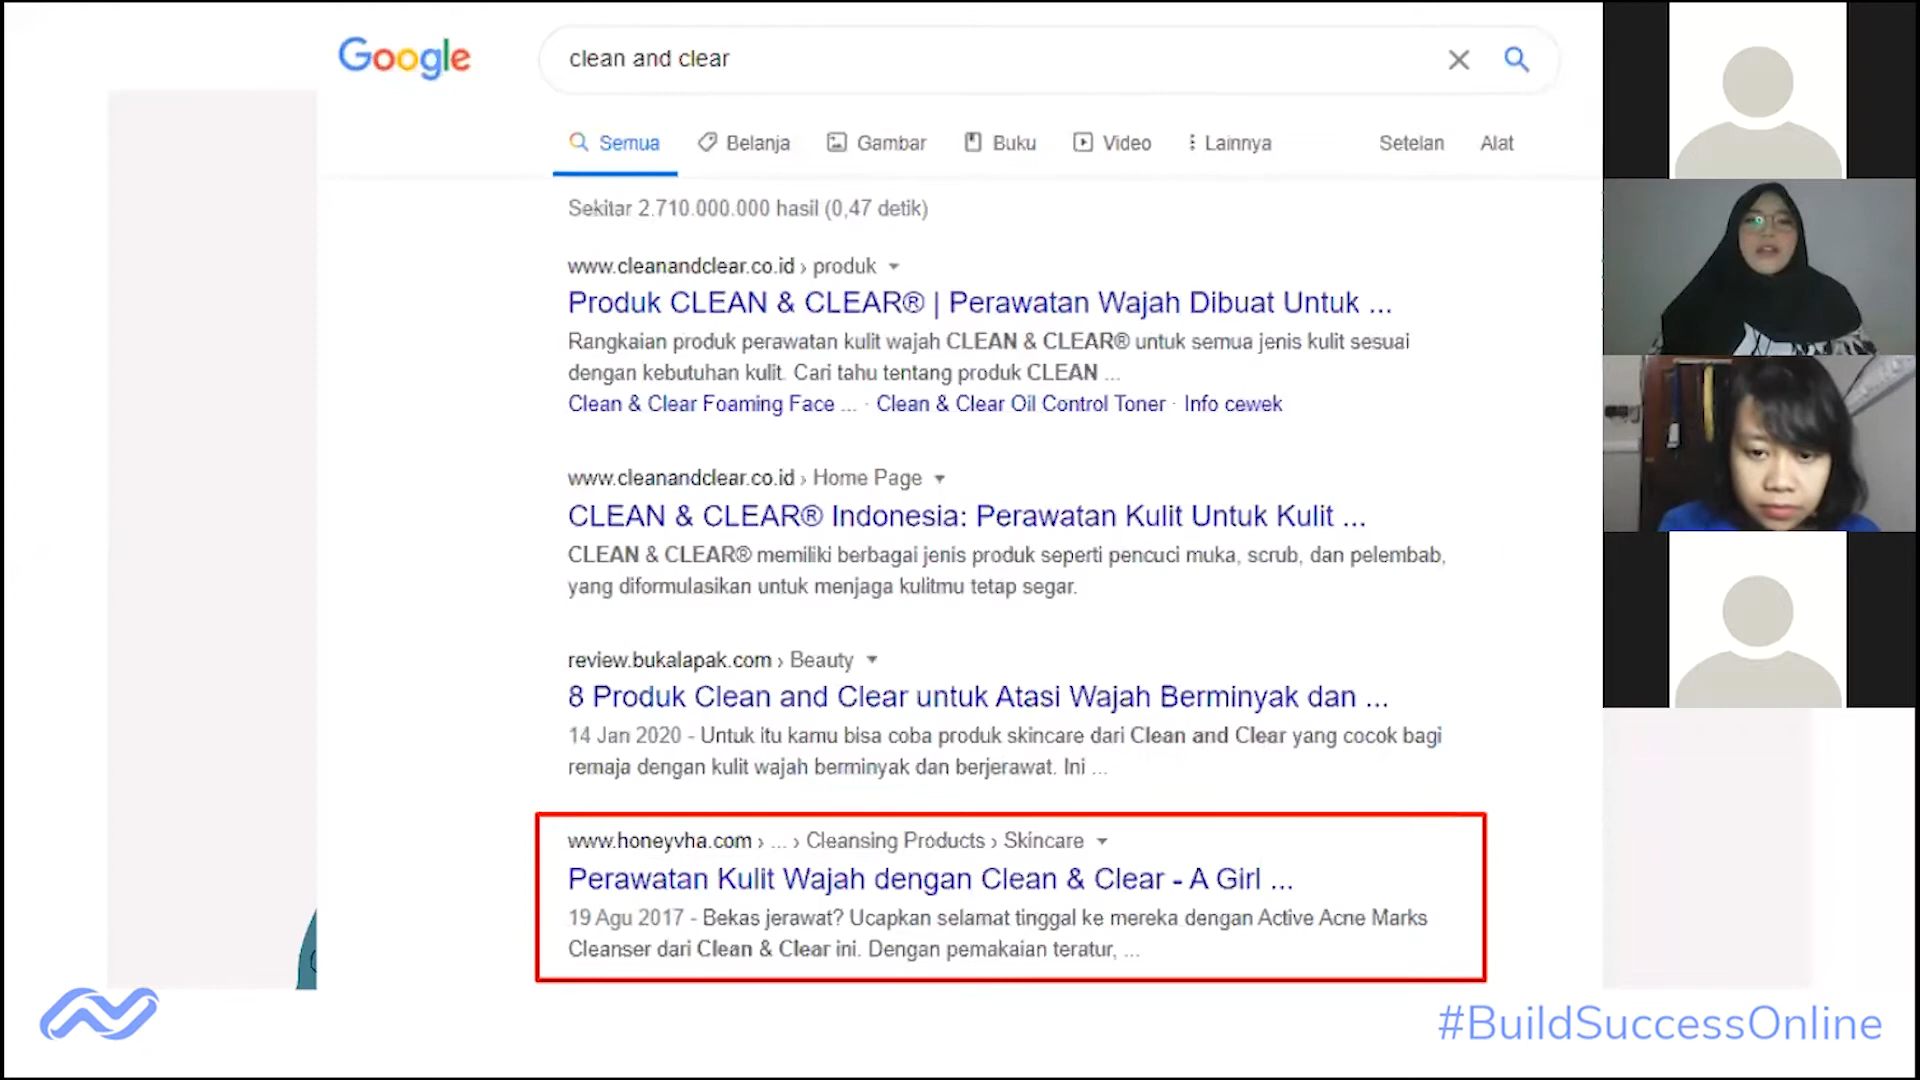 Google
clean and clear
Semua Belanja Gambar Buku Video Lainnya Setelan Alat
Sekitar 2.710.000.000 hasil (0,47 detik)
www.cleanandclear.co.id › produk
Produk CLEAN & CLEAR® | Perawatan Wajah Dibuat Untuk ...
Rangkaian produk perawatan kulit wajah CLEAN & CLEAR® untuk semua jenis kulit sesuai
dengan kebutuhan kulit. Cari tahu tentang produk CLEAN ...
Clean & Clear Foaming Face ... · Clean & Clear Oil Control Toner · Info cewek
www.cleanandclear.co.id › Home Page
CLEAN & CLEAR® Indonesia: Perawatan Kulit Untuk Kulit ...
CLEAN & CLEAR® memiliki berbagai jenis produk seperti pencuci muka, scrub, dan pelembab,
yang diformulasikan untuk menjaga kulitmu tetap segar.
review.bukalapak.com › Beauty
8 Produk Clean and Clear untuk Atasi Wajah Berminyak dan ...
14 Jan 2020 - Untuk itu kamu bisa coba produk skincare dari Clean and Clear yang cocok bagi
remaja dengan kulit wajah berminyak dan berjerawat. Ini ...
www.honeyvha.com › ... › Cleansing Products › Skincare
Perawatan Kulit Wajah dengan Clean & Clear - A Girl ...
19 Agu 2017 - Bekas jerawat? Ucapkan selamat tinggal ke mereka dengan Active Acne Marks
Cleanser dari Clean & Clear ini. Dengan pemakaian teratur, ...
#BuildSuccessOnline